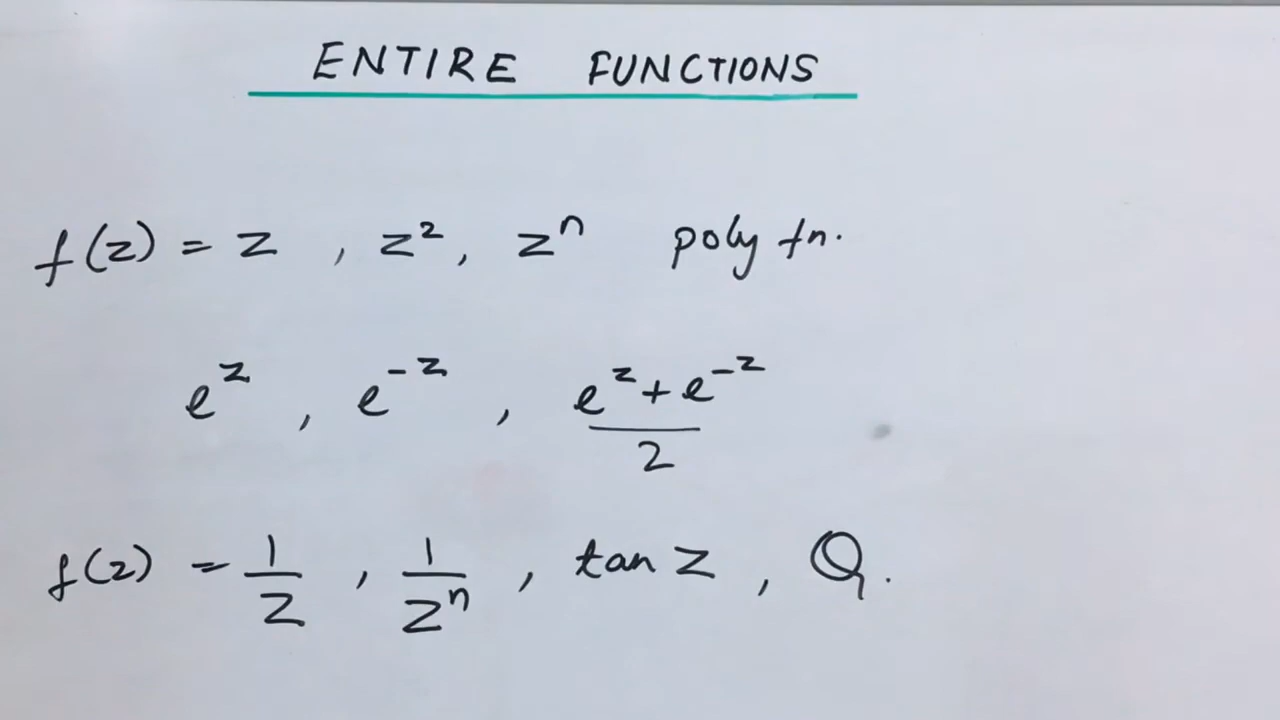 ENTIRE FUNCTIONS
f(z) = z , z², zⁿ poly fn.
e^z , e^-z , (e^z + e^-z)/2
f(z) = 1/z , 1/zⁿ , tan z , Q.